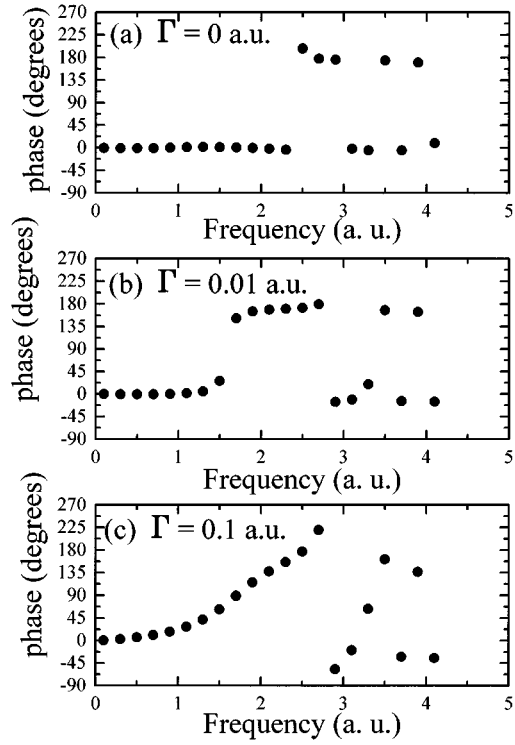 270
225
180
135
90
45
0
-45
-90
phase (degrees)
(a) Γ = 0 a.u.
0 1 2 3 4 5
Frequency (a. u.)
270
225
180
135
90
45
0
-45
-90
phase (degrees)
(b) Γ = 0.01 a.u.
0 1 2 3 4 5
Frequency (a. u.)
270
225
180
135
90
45
0
-45
-90
phase (degrees)
(c) Γ = 0.1 a.u.
0 1 2 3 4 5
Frequency (a. u.)